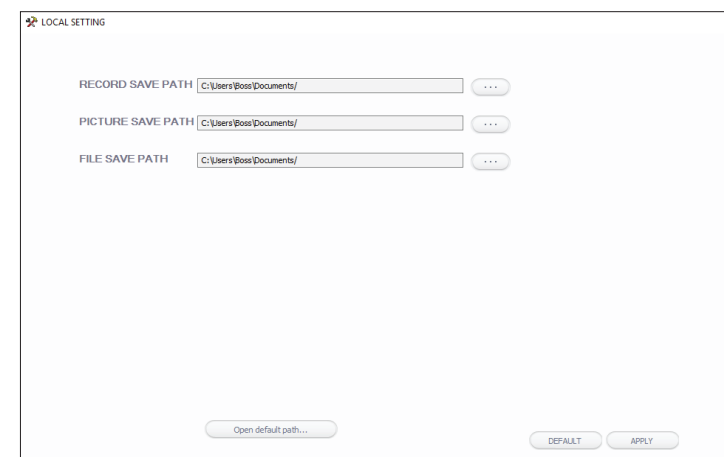 LOCAL SETTING
RECORD SAVE PATH C:\Users\Boss\Documents/ ...
PICTURE SAVE PATH C:\Users\Boss\Documents/ ...
FILE SAVE PATH C:\Users\Boss\Documents/ ...
Open default path...
DEFAULT APPLY